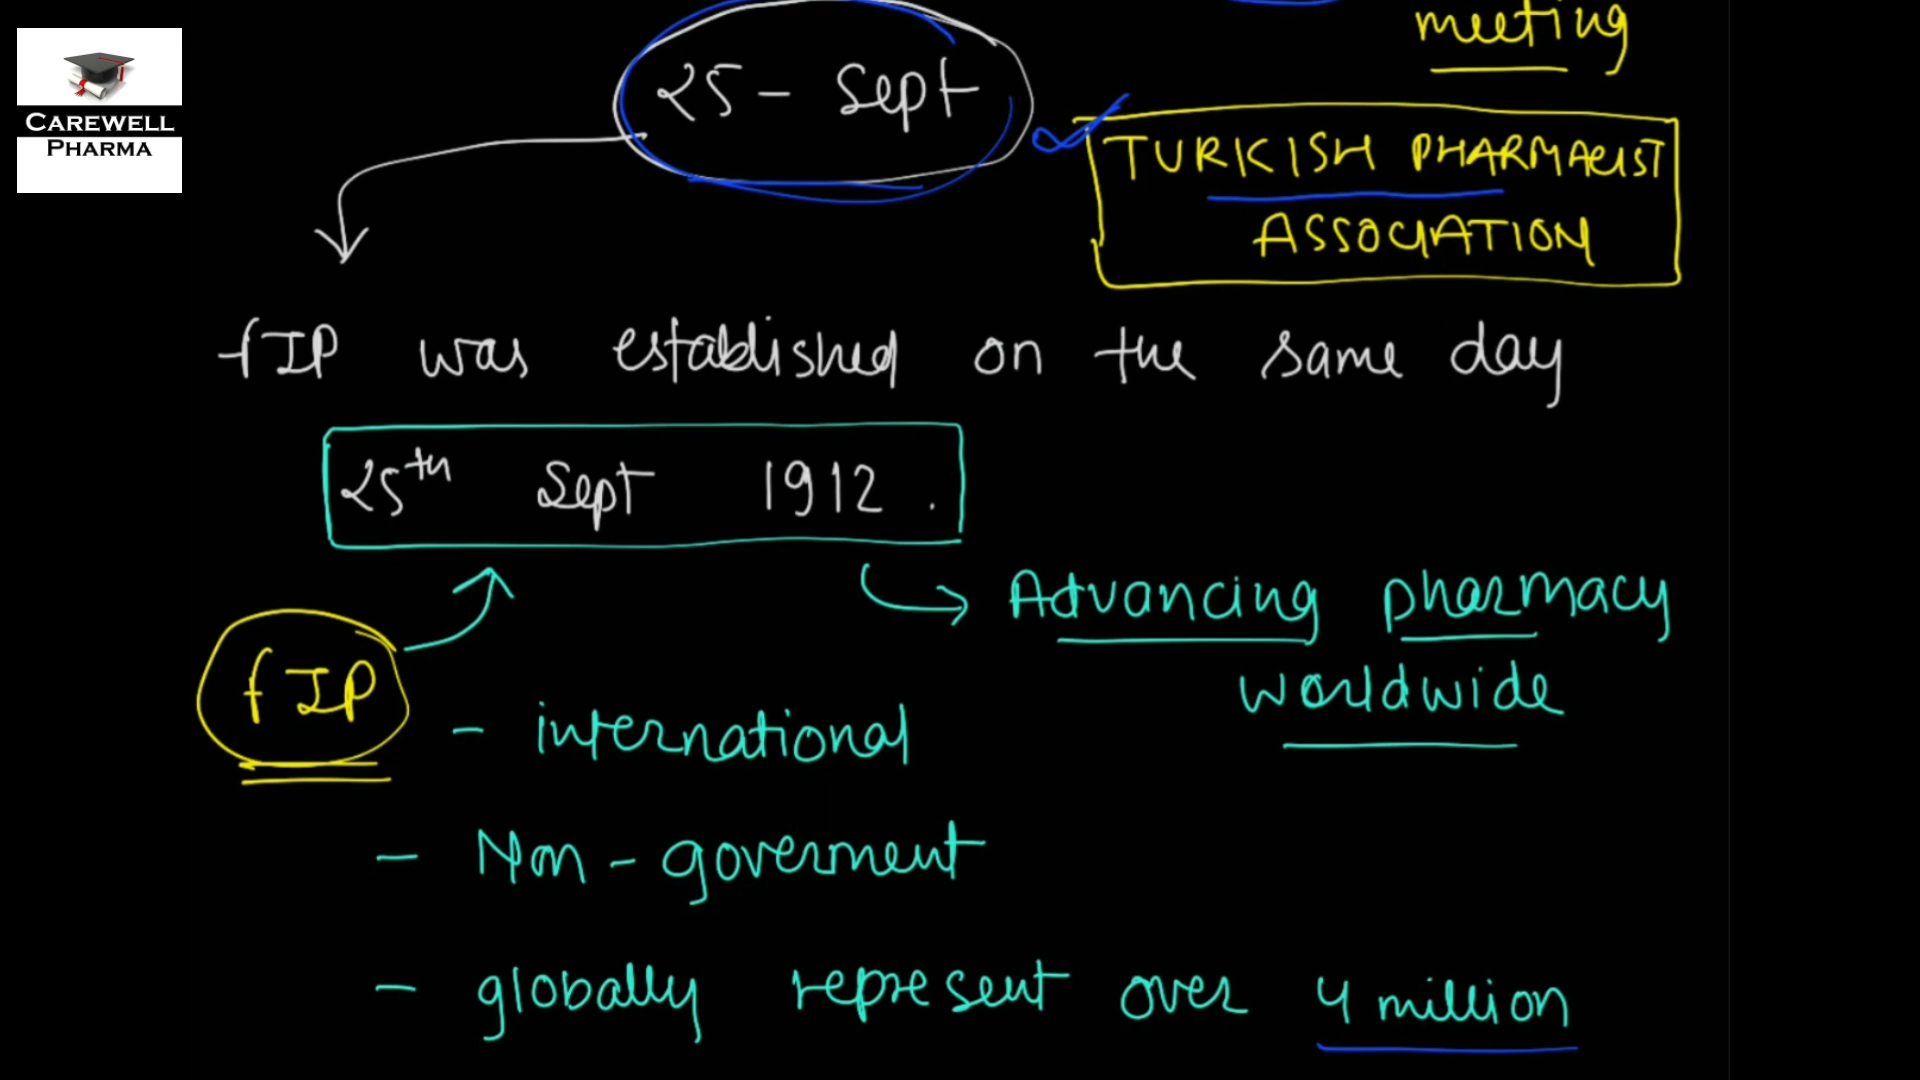 CAREWELL
PHARMA
meeting
25 - Sept
TURKISH PHARMACIST
ASSOCIATION
fIP was established on the same day
25th Sept 1912.
Advancing pharmacy
worldwide
fIP
- international
- Non-goverment
- globally represent over 4 million